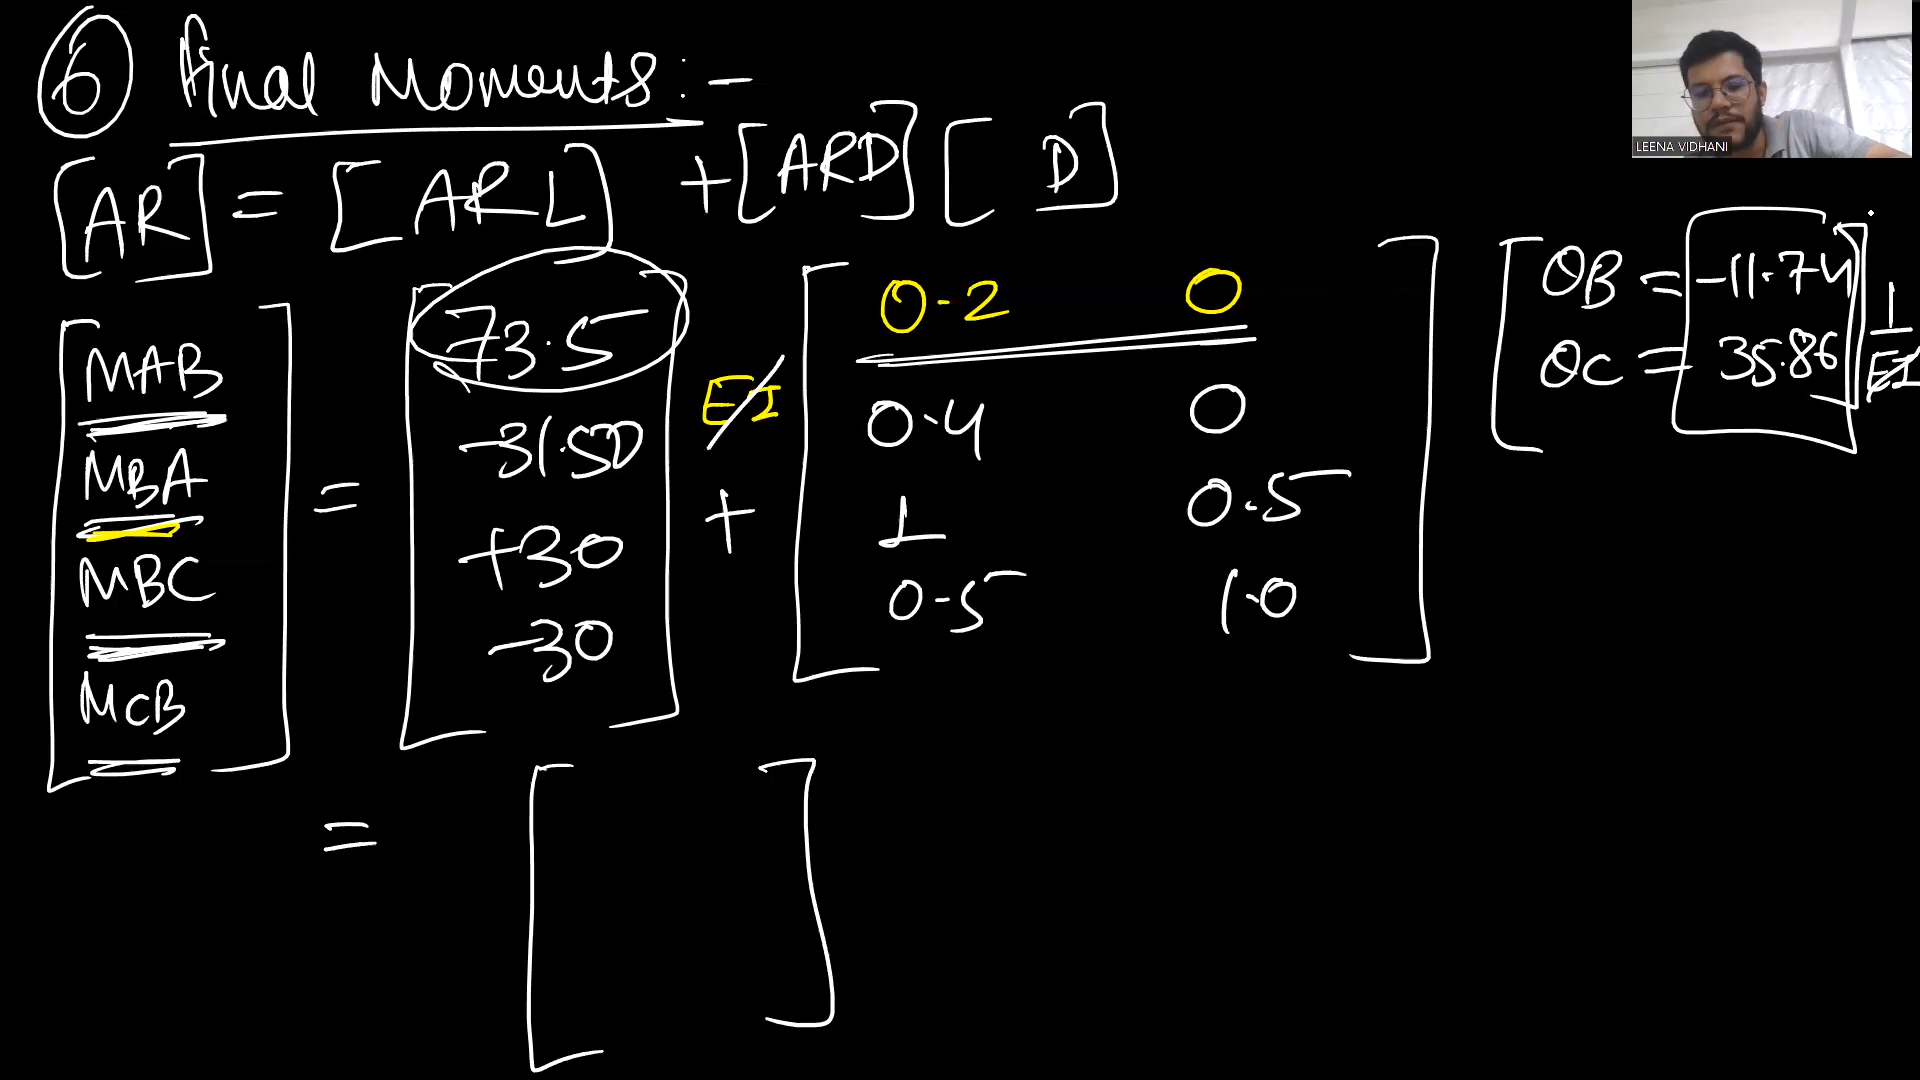 6 final Moments:-
[AR] = [ARL] + [ARD] [D]
[MAB MBA MBC MCB] = [73.5 -31.50 +30 -30] + EI [0.2 0 0.4 0 1 0.5 0.5 1.0] [θB = -11.74 θC = 35.86] 1/EI
= [ ]
LEENA VIDHANI